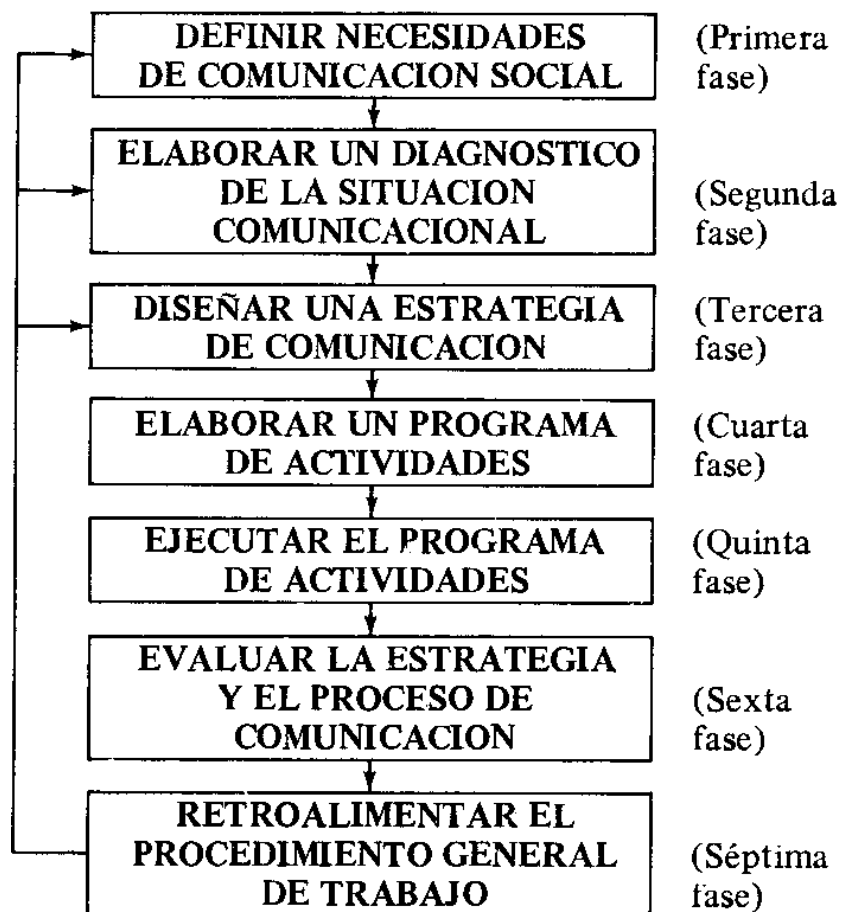 DEFINIR NECESIDADES
DE COMUNICACION SOCIAL
(Primera
fase)
ELABORAR UN DIAGNOSTICO
DE LA SITUACION
COMUNICACIONAL
(Segunda
fase)
DISEÑAR UNA ESTRATEGIA
DE COMUNICACION
(Tercera
fase)
ELABORAR UN PROGRAMA
DE ACTIVIDADES
(Cuarta
fase)
EJECUTAR EL PROGRAMA
DE ACTIVIDADES
(Quinta
fase)
EVALUAR LA ESTRATEGIA
Y EL PROCESO DE
COMUNICACION
(Sexta
fase)
RETROALIMENTAR EL
PROCEDIMIENTO GENERAL
DE TRABAJO
(Séptima
fase)